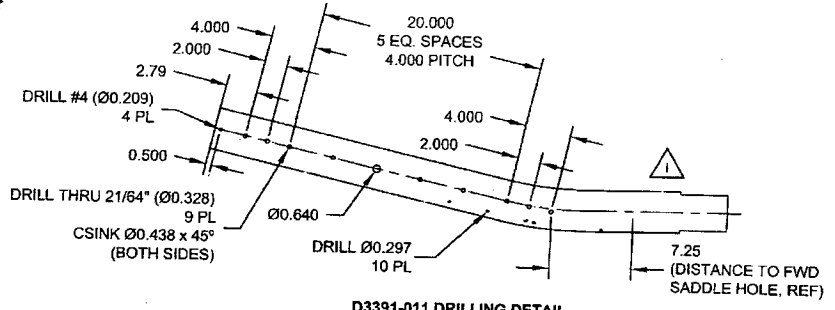 20.000
5 EQ. SPACES
4.000 PITCH
4.000
2.000
2.79
DRILL #4 (Ø0.209)
4 PL
0.500
DRILL THRU 21/64" (Ø0.328)
9 PL
CSINK Ø0.438 x 45°
(BOTH SIDES)
Ø0.640
DRILL Ø0.297
10 PL
4.000
2.000
1
7.25
(DISTANCE TO FWD
SADDLE HOLE, REF)
D3391-011 DRILLING DETAIL